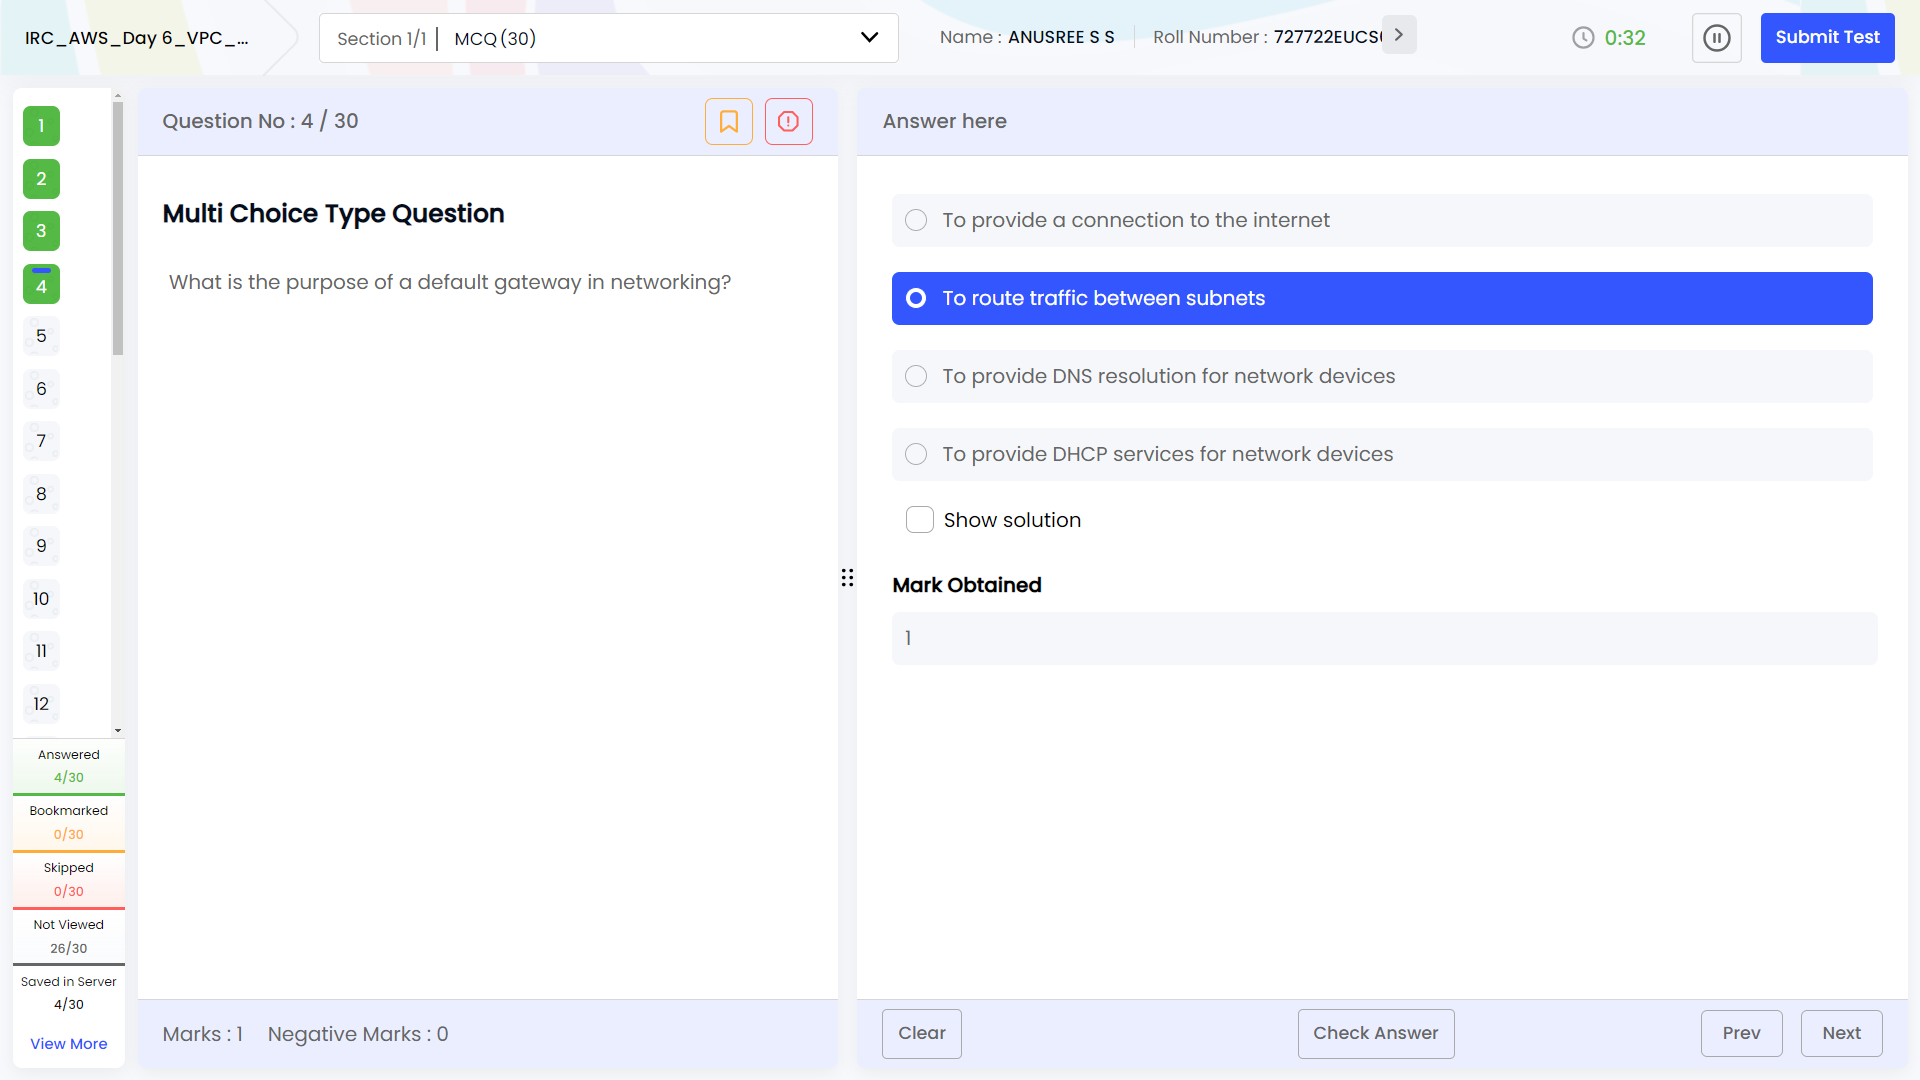 IRC_AWS_Day 6_VPC_...
Section 1/1 | MCQ (30)
Name : ANUSREE S S
Roll Number : 727722EUCS
0:32
Submit Test
1
2
3
4
5
6
7
8
9
10
11
12
Answered
4/30
Bookmarked
0/30
Skipped
0/30
Not Viewed
26/30
Saved in Server
4/30
View More
Question No : 4 / 30
Multi Choice Type Question
What is the purpose of a default gateway in networking?
Marks : 1 Negative Marks : 0
Answer here
To provide a connection to the internet
To route traffic between subnets
To provide DNS resolution for network devices
To provide DHCP services for network devices
Show solution
Mark Obtained
1
Clear
Check Answer
Prev
Next